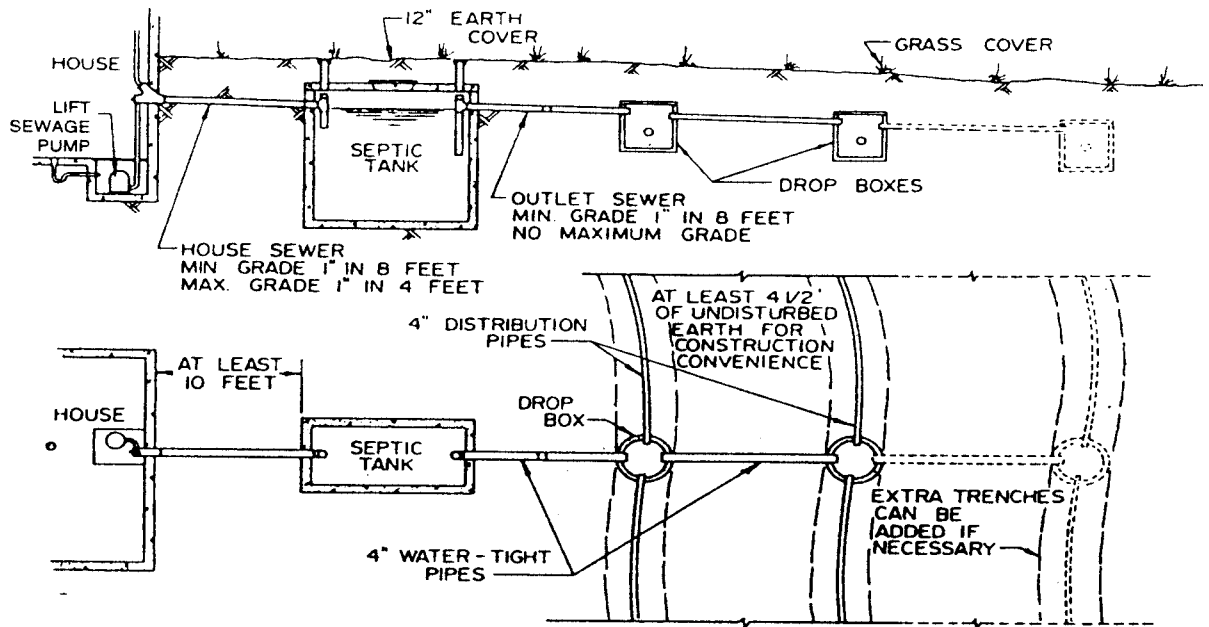 12" EARTH
COVER
GRASS COVER
HOUSE
LIFT
SEWAGE
PUMP
SEPTIC
TANK
DROP BOXES
OUTLET SEWER
MIN. GRADE 1" IN 8 FEET
NO MAXIMUM GRADE
HOUSE SEWER
MIN GRADE 1" IN 8 FEET
MAX. GRADE 1" IN 4 FEET
4" DISTRIBUTION
PIPES
AT LEAST 4 1/2'
OF UNDISTURBED
EARTH FOR
CONSTRUCTION
CONVENIENCE
AT LEAST
10 FEET
HOUSE
DROP
BOX
SEPTIC
TANK
4" WATER-TIGHT
PIPES
EXTRA TRENCHES
CAN BE
ADDED IF
NECESSARY